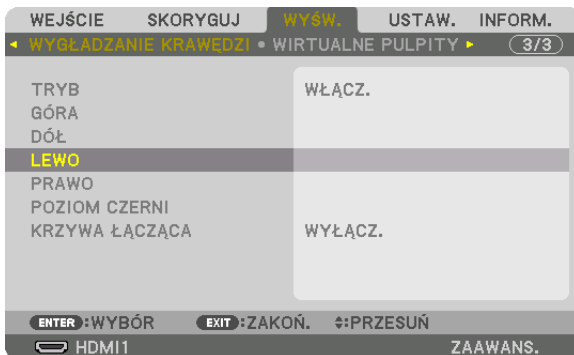 WEJŚCIE SKORYGUJ WYŚW. USTAW. INFORM.
WYGŁADZANIE KRAWĘDZI • WIRTUALNE PULPITY 3/3
TRYB WŁĄCZ.
GÓRA
DÓŁ
LEWO
PRAWO
POZIOM CZERNI
KRZYWA ŁĄCZĄCA WYŁĄCZ.
ENTER :WYBÓR EXIT :ZAKOŃ. :PRZESUŃ
HDMI1 ZAAWANS.